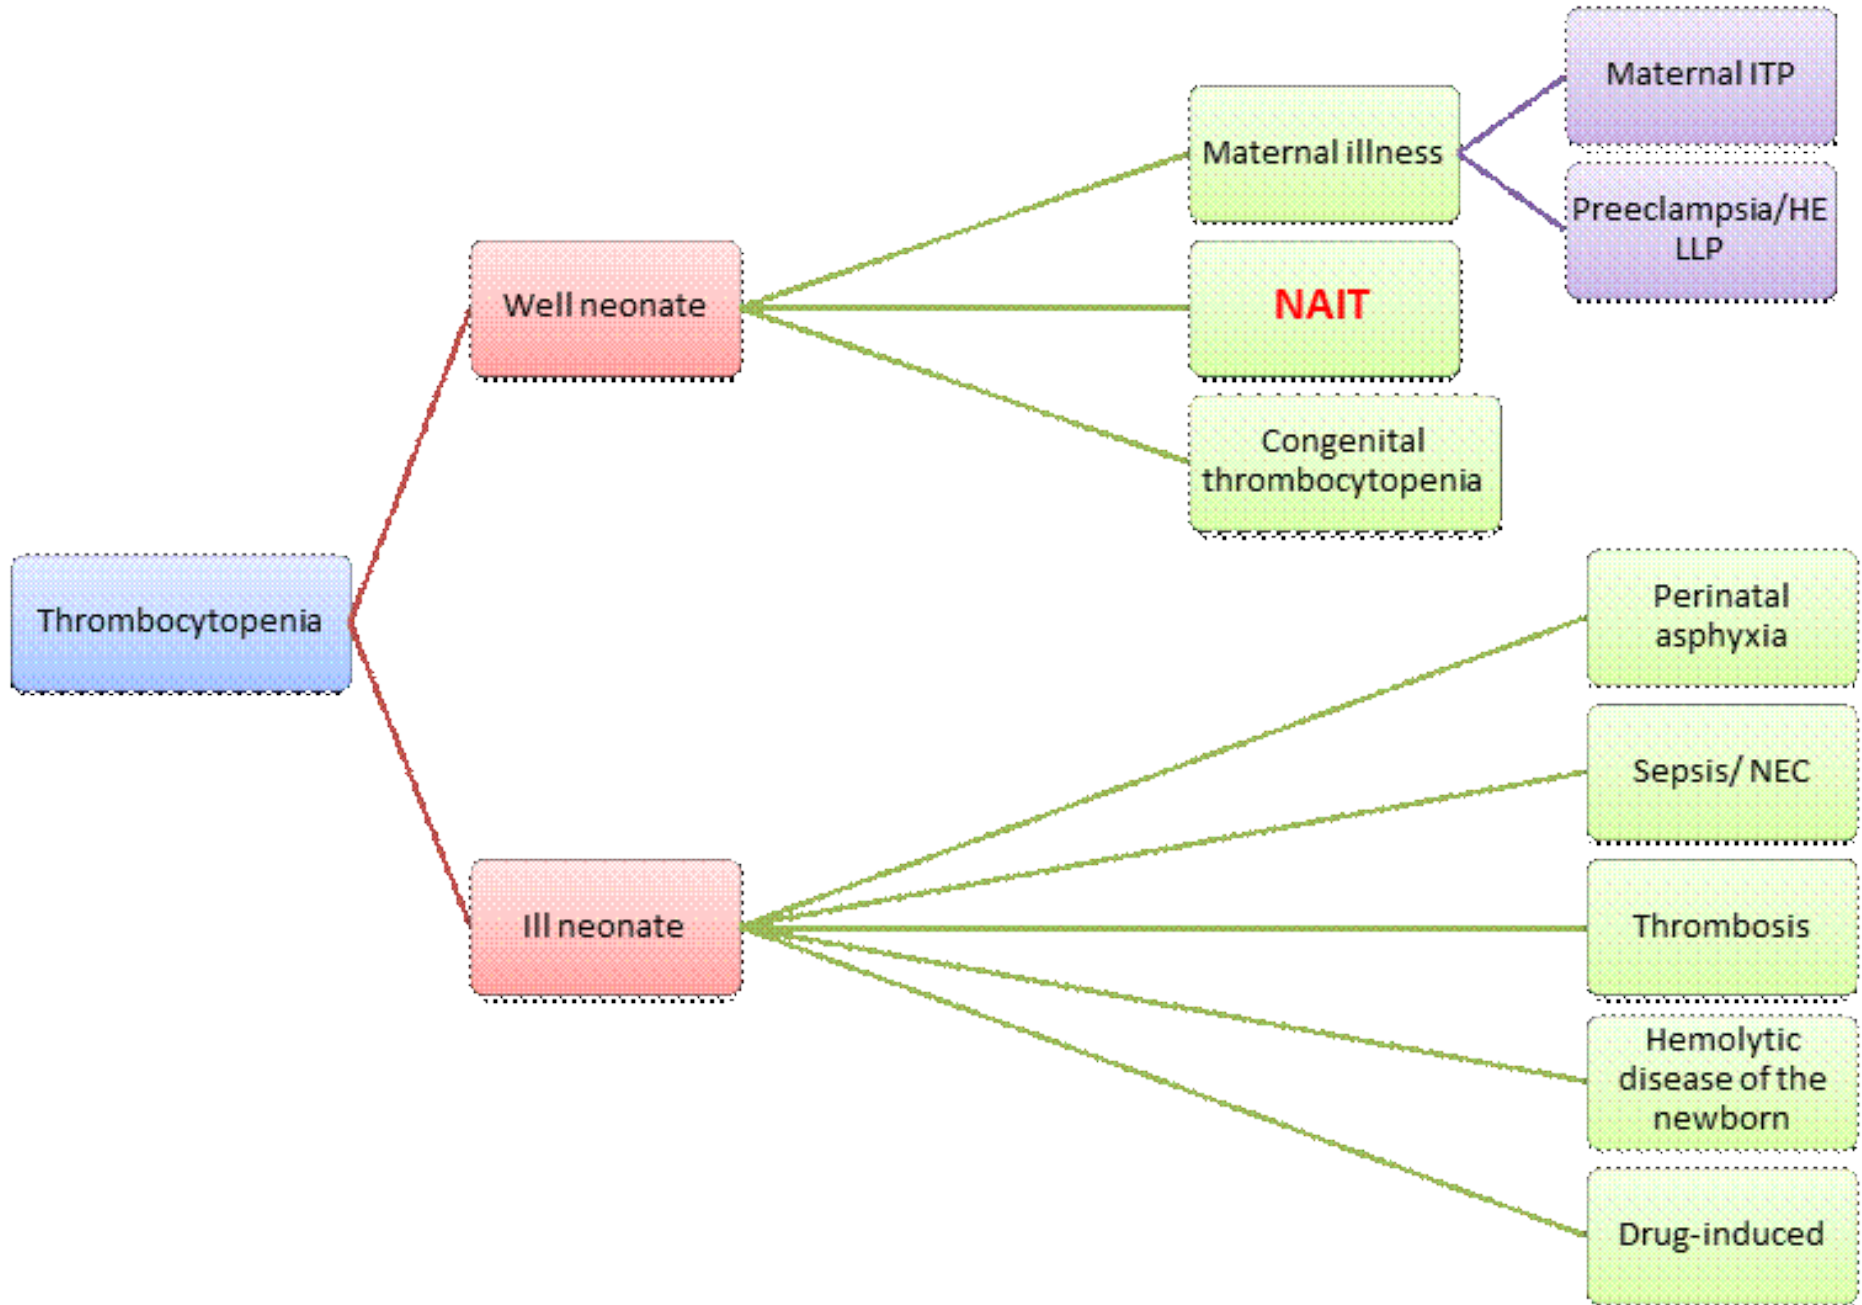 Maternal ITP
Maternal illness
Preeclampsia/HE
LLP
Well neonate
NAIT
Congenital
thrombocytopenia
Thrombocytopenia
Perinatal
asphyxia
Sepsis/ NEC
Ill neonate
Thrombosis
Hemolytic
disease of the
newborn
Drug-induced